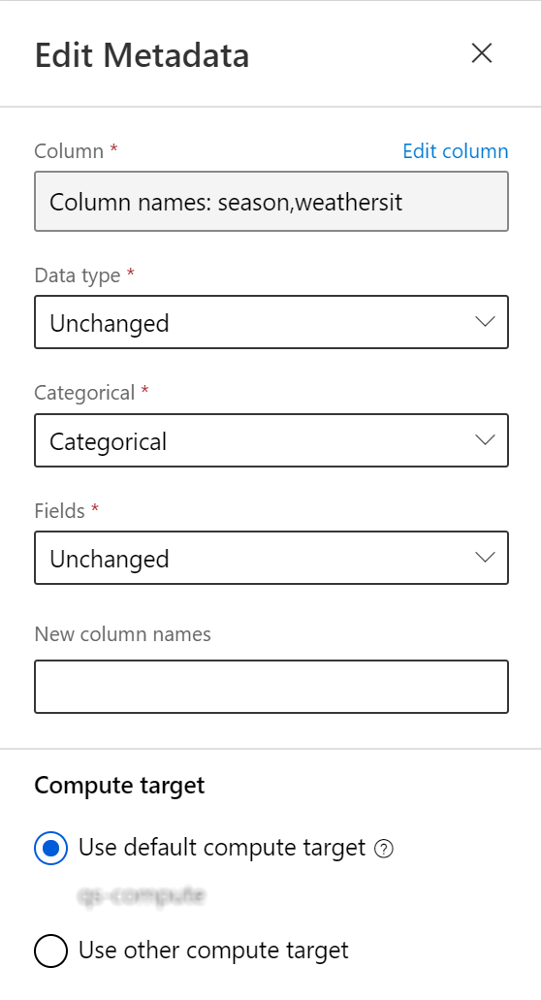 Edit Metadata
Column *
Edit column
Column names: season,weathersit
Data type *
Unchanged
Categorical *
Categorical
Fields *
Unchanged
New column names
Compute target
Use default compute target
qs-compute
Use other compute target